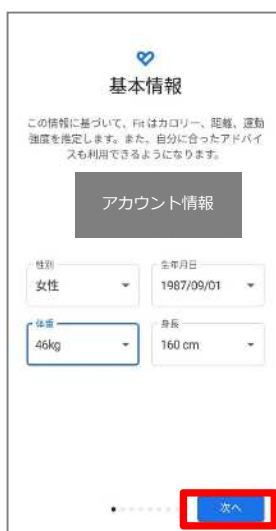 基本情報
この情報に基づいて、Fit はカロリー、距離、運動
強度を推定します。また、自分に合ったアドバイ
スも利用できるようになります。
アカウント情報
性別
女性
生年月日
1987/09/01
体重
46kg
身長
160 cm
次へ